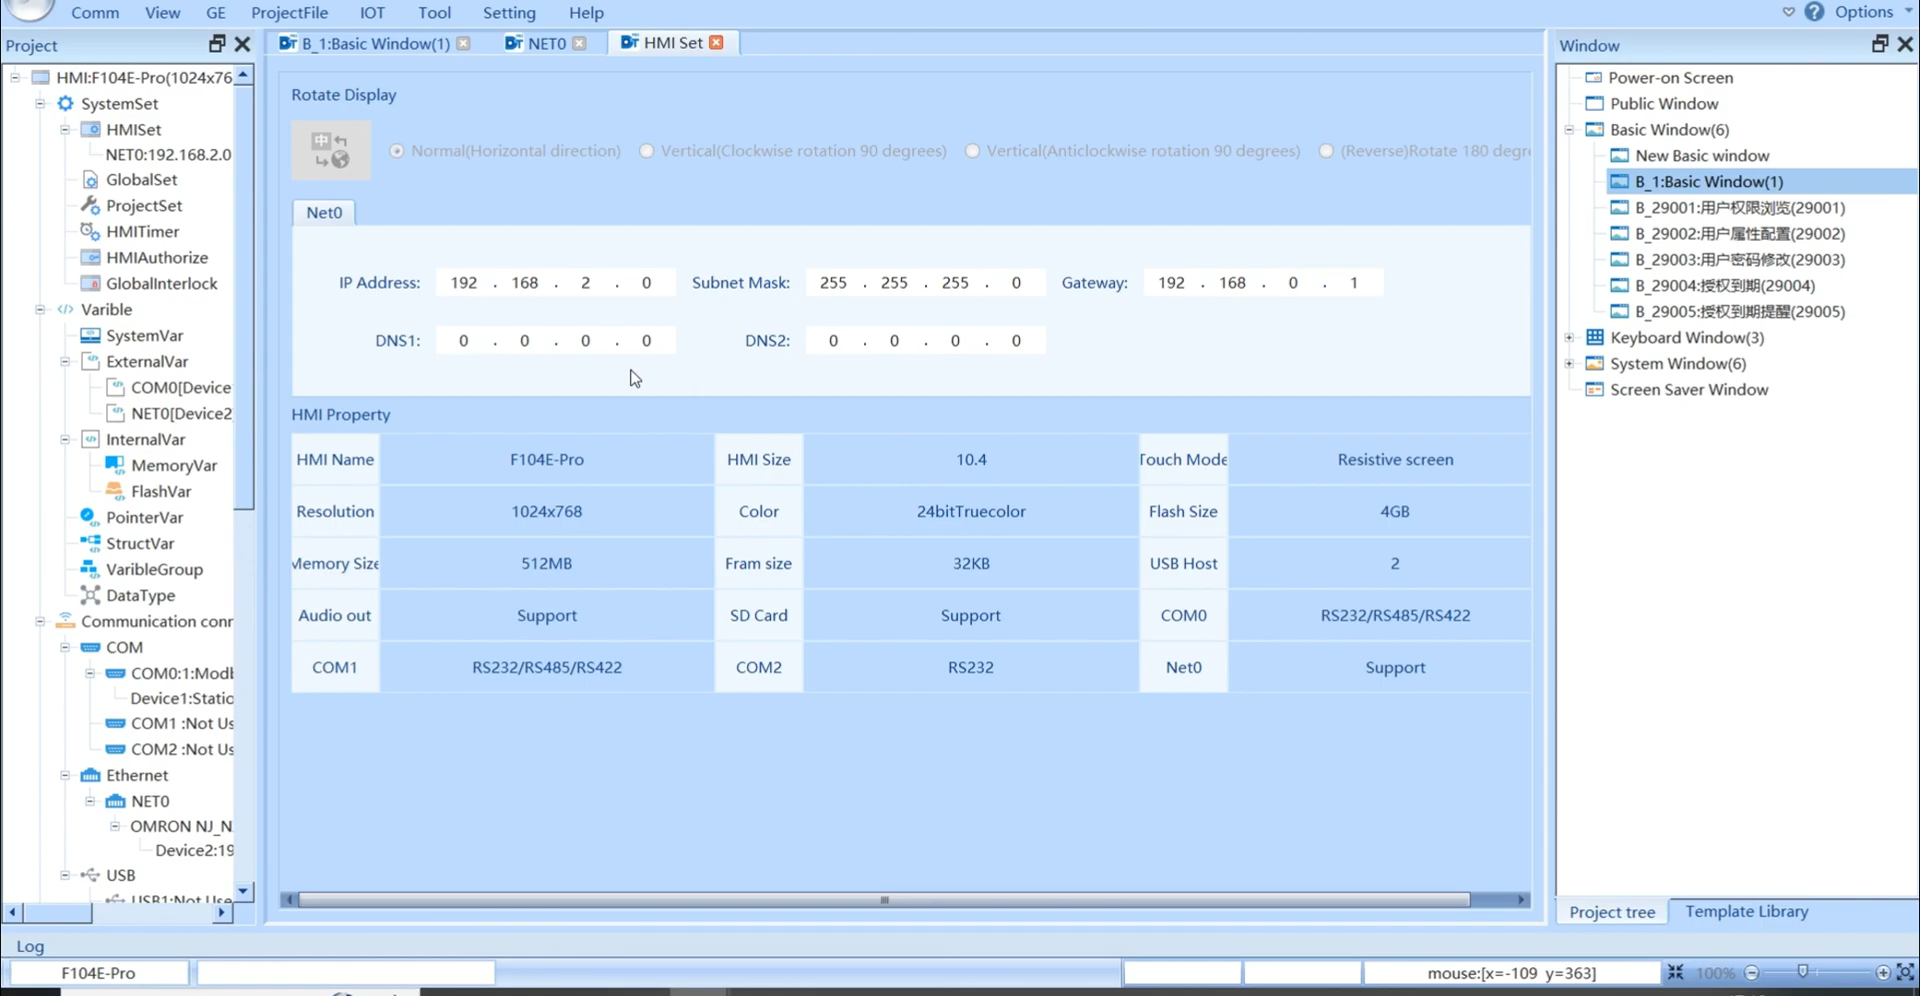 Comm View GE ProjectFile IOT Tool Setting Help Options
Project
B_1:Basic Window(1) NET0 HMI Set
Window
HMI:F104E-Pro(1024x76
SystemSet
HMISet
NET0:192.168.2.0
GlobalSet
ProjectSet
HMITimer
HMIAuthorize
GlobalInterlock
Varible
SystemVar
ExternalVar
COM0[Device
NET0[Device2
InternalVar
MemoryVar
FlashVar
PointerVar
StructVar
VaribleGroup
DataType
Communication conr
COM
COM0:1:Modb
Device1:Statio
COM1 :Not Us
COM2 :Not Us
Ethernet
NET0
OMRON NJ_N
Device2:19
USB
USB1:Not Use
Rotate Display
Normal(Horizontal direction) Vertical(Clockwise rotation 90 degrees) Vertical(Anticlockwise rotation 90 degrees) (Reverse)Rotate 180 degre
Net0
IP Address: 192 . 168 . 2 . 0 Subnet Mask: 255 . 255 . 255 . 0 Gateway: 192 . 168 . 0 . 1
DNS1: 0 . 0 . 0 . 0 DNS2: 0 . 0 . 0 . 0
HMI Property
HMI Name F104E-Pro HMI Size 10.4 Touch Mode Resistive screen
Resolution 1024x768 Color 24bitTruecolor Flash Size 4GB
Memory Size 512MB Fram size 32KB USB Host 2
Audio out Support SD Card Support COM0 RS232/RS485/RS422
COM1 RS232/RS485/RS422 COM2 RS232 Net0 Support
Power-on Screen
Public Window
Basic Window(6)
New Basic window
B_1:Basic Window(1)
B_29001:用户权限浏览(29001)
B_29002:用户属性配置(29002)
B_29003:用户密码修改(29003)
B_29004:授权到期(29004)
B_29005:授权到期提醒(29005)
Keyboard Window(3)
System Window(6)
Screen Saver Window
Project tree Template Library
Log
F104E-Pro mouse:[x=-109 y=363] 100%